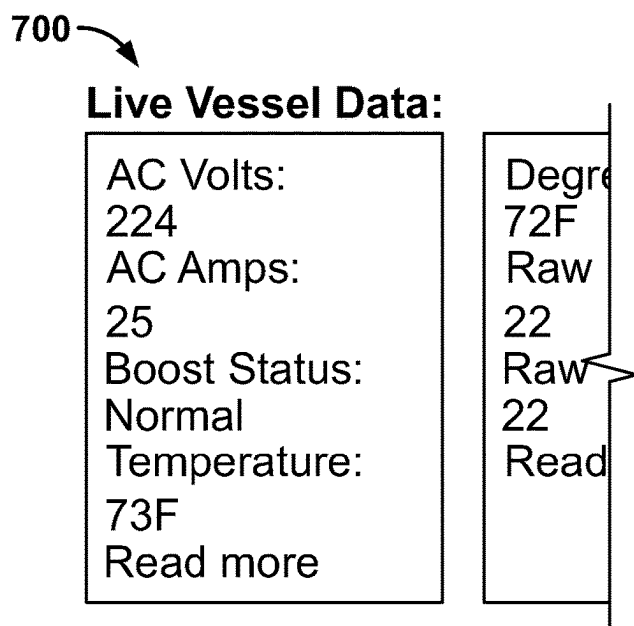 700
Live Vessel Data:
AC Volts:
224
AC Amps:
25
Boost Status:
Normal
Temperature:
73F
Read more
72F
Raw
22
Raw
22
Read